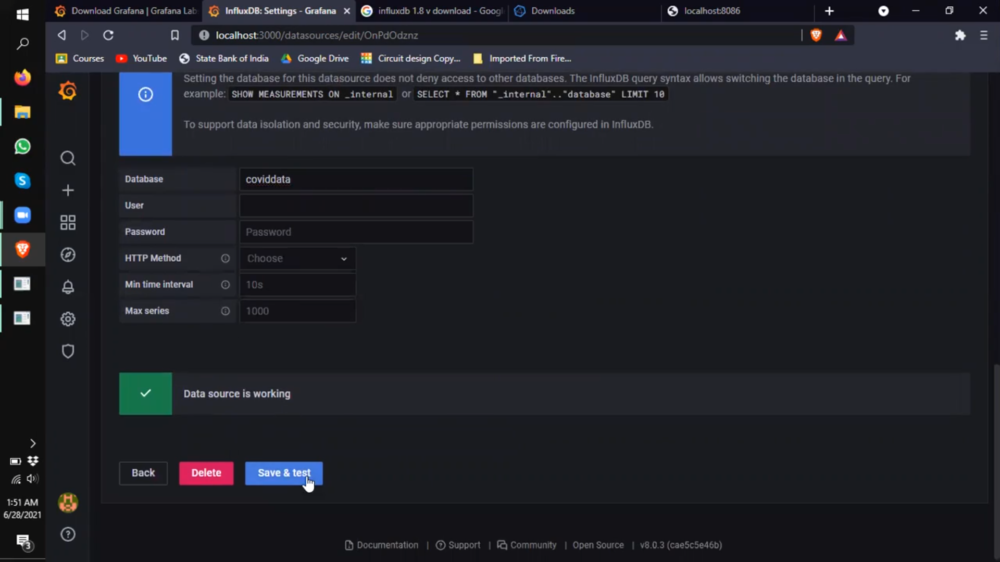 Download Grafana | Grafana Lab
InfluxDB: Settings - Grafana
influxdb 1.8 v download - Googl
Downloads
localhost:8086
localhost:3000/datasources/edit/OnPdOdznz
Courses
YouTube
State Bank of India
Google Drive
Circuit design Copy...
Imported From Fire...
Setting the database for this datasource does not deny access to other databases. The InfluxDB query syntax allows switching the database in the query. For
example: SHOW MEASUREMENTS ON _internal or SELECT * FROM "_internal".."database" LIMIT 10
To support data isolation and security, make sure appropriate permissions are configured in InfluxDB.
Database
coviddata
User
Password
Password
HTTP Method
Choose
Min time interval
10s
Max series
1000
Data source is working
Back
Delete
Save & test
1:51 AM
6/28/2021
3
Documentation | Support | Community | Open Source | v8.0.3 (cae5c5e46b)